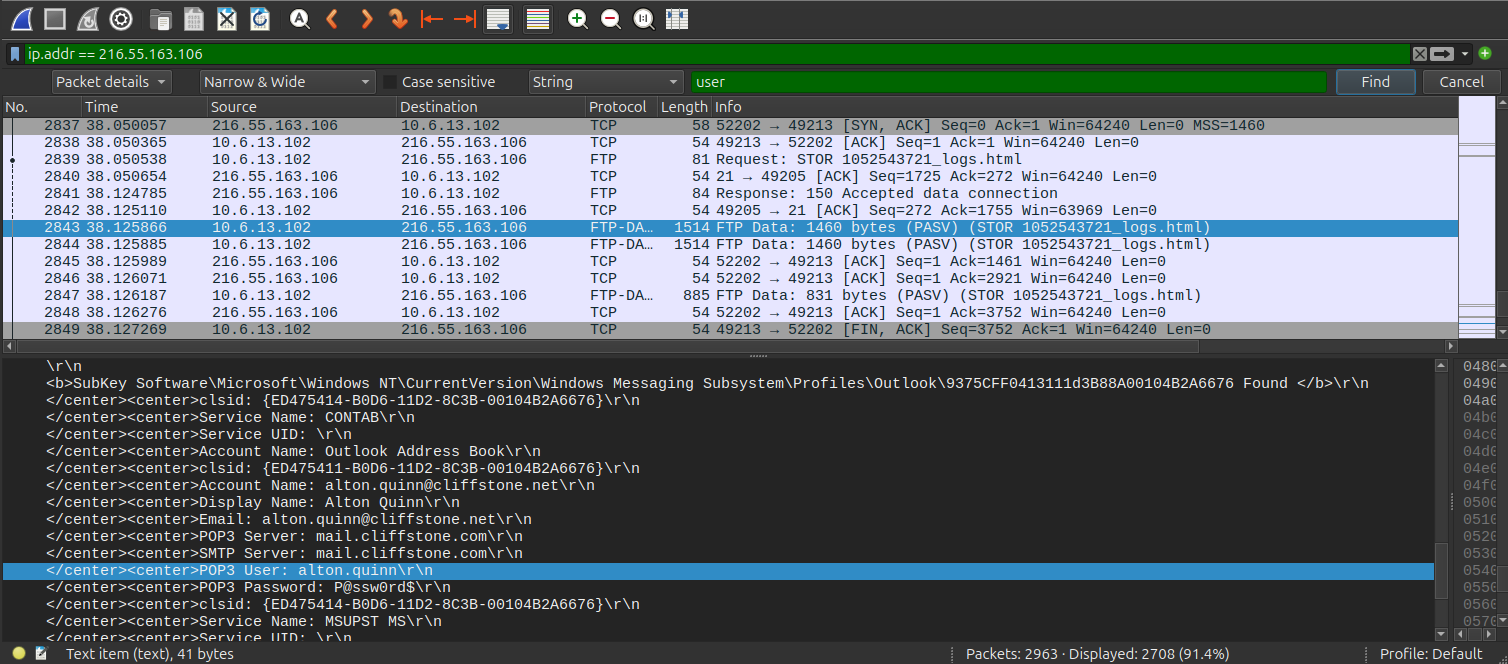 ip.addr == 216.55.163.106
Packet details Narrow & Wide Case sensitive String user Find Cancel
No. Time Source Destination Protocol Length Info
2837 38.050057 216.55.163.106 10.6.13.102 TCP 58 52202 → 49213 [SYN, ACK] Seq=0 Ack=1 Win=64240 Len=0 MSS=1460
2838 38.050365 10.6.13.102 216.55.163.106 TCP 54 49213 → 52202 [ACK] Seq=1 Ack=1 Win=64240 Len=0
2839 38.050538 10.6.13.102 216.55.163.106 FTP 81 Request: STOR 1052543721_logs.html
2840 38.050654 216.55.163.106 10.6.13.102 TCP 54 21 → 49205 [ACK] Seq=1725 Ack=272 Win=64240 Len=0
2841 38.124785 216.55.163.106 10.6.13.102 FTP 84 Response: 150 Accepted data connection
2842 38.125110 10.6.13.102 216.55.163.106 TCP 54 49205 → 21 [ACK] Seq=272 Ack=1755 Win=63969 Len=0
2843 38.125866 10.6.13.102 216.55.163.106 FTP-DA… 1514 FTP Data: 1460 bytes (PASV) (STOR 1052543721_logs.html)
2844 38.125885 10.6.13.102 216.55.163.106 FTP-DA… 1514 FTP Data: 1460 bytes (PASV) (STOR 1052543721_logs.html)
2845 38.125989 216.55.163.106 10.6.13.102 TCP 54 52202 → 49213 [ACK] Seq=1 Ack=1461 Win=64240 Len=0
2846 38.126071 216.55.163.106 10.6.13.102 TCP 54 52202 → 49213 [ACK] Seq=1 Ack=2921 Win=64240 Len=0
2847 38.126187 10.6.13.102 216.55.163.106 FTP-DA… 885 FTP Data: 831 bytes (PASV) (STOR 1052543721_logs.html)
2848 38.126276 216.55.163.106 10.6.13.102 TCP 54 52202 → 49213 [ACK] Seq=1 Ack=3752 Win=64240 Len=0
2849 38.127269 10.6.13.102 216.55.163.106 TCP 54 49213 → 52202 [FIN, ACK] Seq=3752 Ack=1 Win=64240 Len=0
\r\n 0480
<b>SubKey Software\Microsoft\Windows NT\CurrentVersion\Windows Messaging Subsystem\Profiles\Outlook\9375CFF0413111d3B88A00104B2A6676 Found </b>\r\n 0490
</center><center>clsid: {ED475414-B0D6-11D2-8C3B-00104B2A6676}\r\n 04a0
</center><center>Service Name: CONTAB\r\n 04b0
</center><center>Service UID: \r\n 04c0
</center><center>Account Name: Outlook Address Book\r\n 04d0
</center><center>clsid: {ED475411-B0D6-11D2-8C3B-00104B2A6676}\r\n 04e0
</center><center>Account Name: alton.quinn@cliffstone.net\r\n 04f0
</center><center>Display Name: Alton Quinn\r\n 0500
</center><center>Email: alton.quinn@cliffstone.net\r\n 0510
</center><center>POP3 Server: mail.cliffstone.com\r\n 0520
</center><center>SMTP Server: mail.cliffstone.com\r\n 0530
</center><center>POP3 User: alton.quinn\r\n 0540
</center><center>POP3 Password: P@ssw0rd$\r\n 0550
</center><center>clsid: {ED475414-B0D6-11D2-8C3B-00104B2A6676}\r\n 0560
</center><center>Service Name: MSUPST MS\r\n 0570
</center><center>Service UID: \r\n
Text item (text), 41 bytes Packets: 2963 · Displayed: 2708 (91.4%) Profile: Default